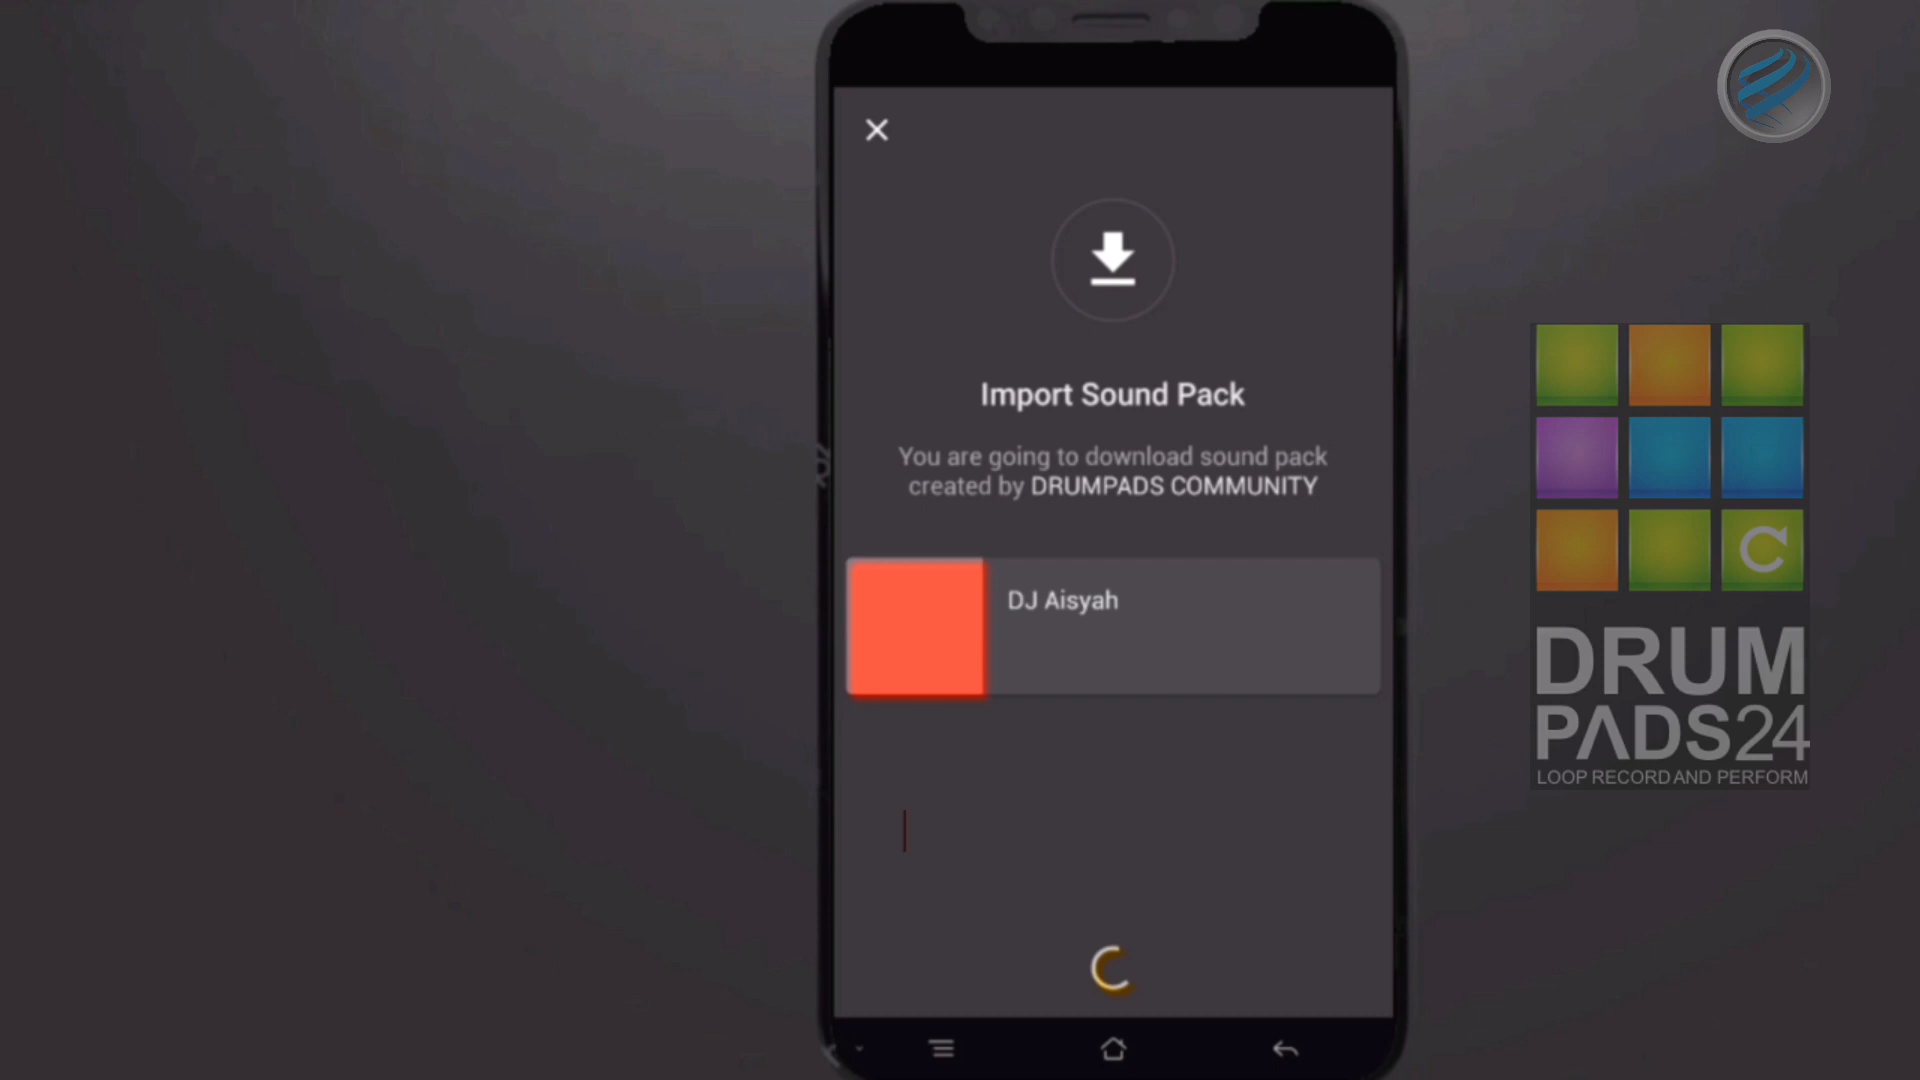 Import Sound Pack
You are going to download sound pack
created by DRUMPADS COMMUNITY
DJ Aisyah
DRUM
PADS24
LOOP RECORD AND PERFORM